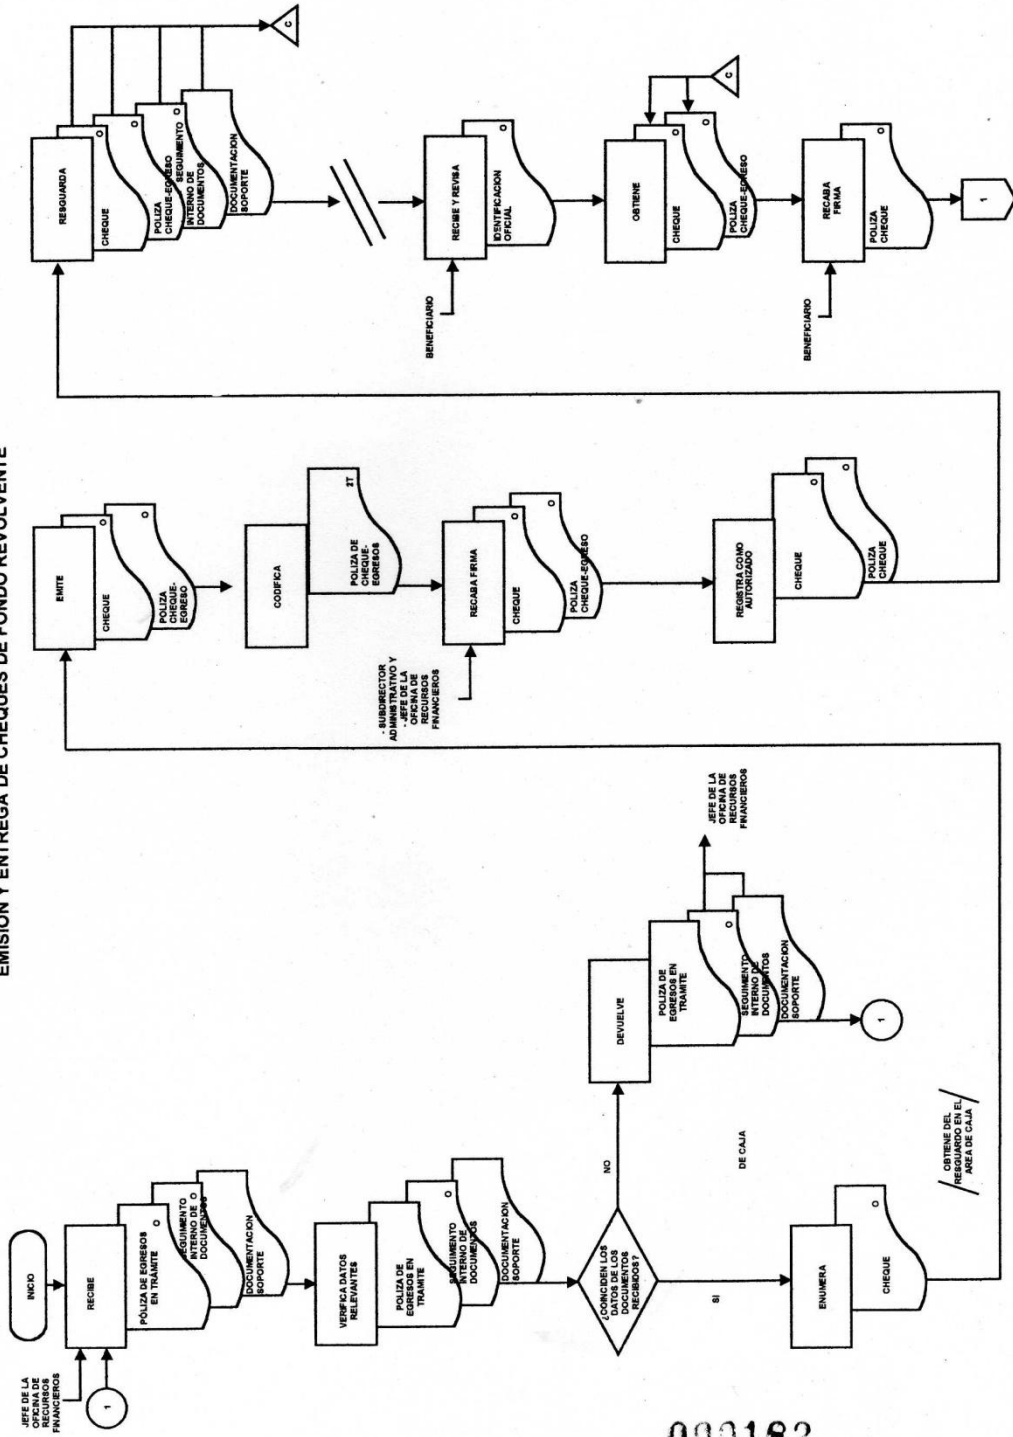 EMISION Y ENTREGA DE CHEQUES DE FONDO REVOLVENTE
INICIO
JEFE DE LA
OFICINA DE
RECURSOS
FINANCIEROS
1
RECIBE
PÓLIZA DE EGRESOS
EN TRAMITE
O
SEGUIMIENTO
INTERNO DE
DOCUMENTOS
O
DOCUMENTACION
SOPORTE
VERIFICA DATOS
RELEVANTES
POLIZA DE
EGRESOS EN
TRAMITE
O
SEGUIMIENTO
INTERNO DE
DOCUMENTOS
DOCUMENTACION
SOPORTE
¿COINCIDEN LOS
DATOS DE LOS
DOCUMENTOS
RECIBIDOS?
NO
SI
DEVUELVE
POLIZA DE
EGRESOS EN
TRAMITE
O
SEGUIMIENTO
INTERNO DE
DOCUMENTOS
DOCUMENTACION
SOPORTE
JEFE DE LA
OFICINA DE
RECURSOS
FINANCIEROS
1
DE CAJA
ENUMERA
CHEQUE
O
OBTIENE DEL
RESGUARDO EN EL
AREA DE CAJA
EMITE
CHEQUE
O
POLIZA
CHEQUE-
EGRESO
O
CODIFICA
POLIZA DE
CHEQUE-
EGRESOS
2T
- SUBDIRECTOR
ADMINISTRATIVO Y
- JEFE DE LA
OFICINA DE
RECURSOS
FINANCIEROS
RECABA FIRMA
CHEQUE
O
POLIZA
CHEQUE-EGRESO
O
REGISTRA COMO
AUTORIZADO
CHEQUE
O
POLIZA
CHEQUE
O
RESGUARDA
CHEQUE
O
POLIZA
CHEQUE-EGRESO
O
SEGUIMIENTO
INTERNO DE
DOCUMENTOS
O
DOCUMENTACION
SOPORTE
C
BENEFICIARIO
RECIBE Y REVISA
IDENTIFICACION
OFICIAL
O
OBTIENE
CHEQUE
O
POLIZA
CHEQUE-EGRESO
O
C
BENEFICIARIO
RECABA
FIRMA
POLIZA
CHEQUE
O
1